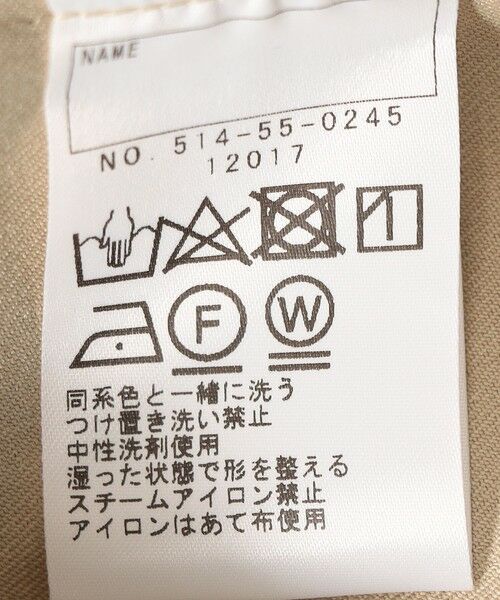 NAME
NO. 514-55-0245
12017
F
W
同系色と一緒に洗う
つけ置き洗い禁止
中性洗剤使用
湿った状態で形を整える
スチームアイロン禁止
アイロンはあて布使用